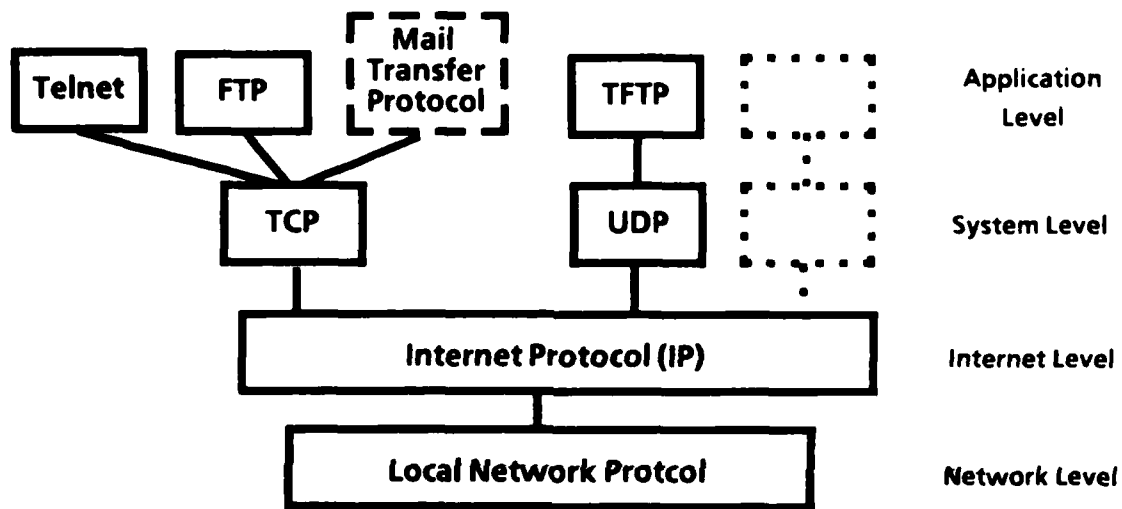 Telnet
FTP
Mail
Transfer
Protocol
TFTP
Application
Level
TCP
UDP
System Level
Internet Protocol (IP)
Internet Level
Local Network Protcol
Network Level